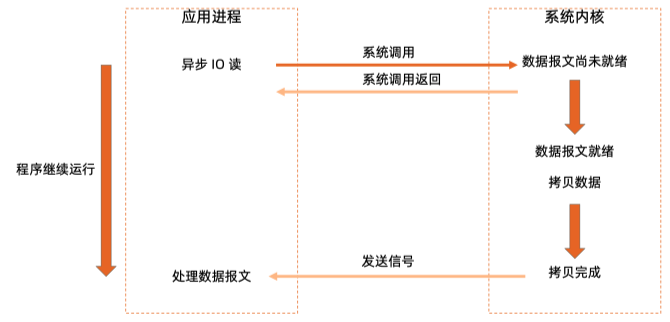 应用进程
系统内核
异步 IO 读
系统调用
数据报文尚未就绪
系统调用返回
数据报文就绪
程序继续运行
拷贝数据
发送信号
处理数据报文
拷贝完成